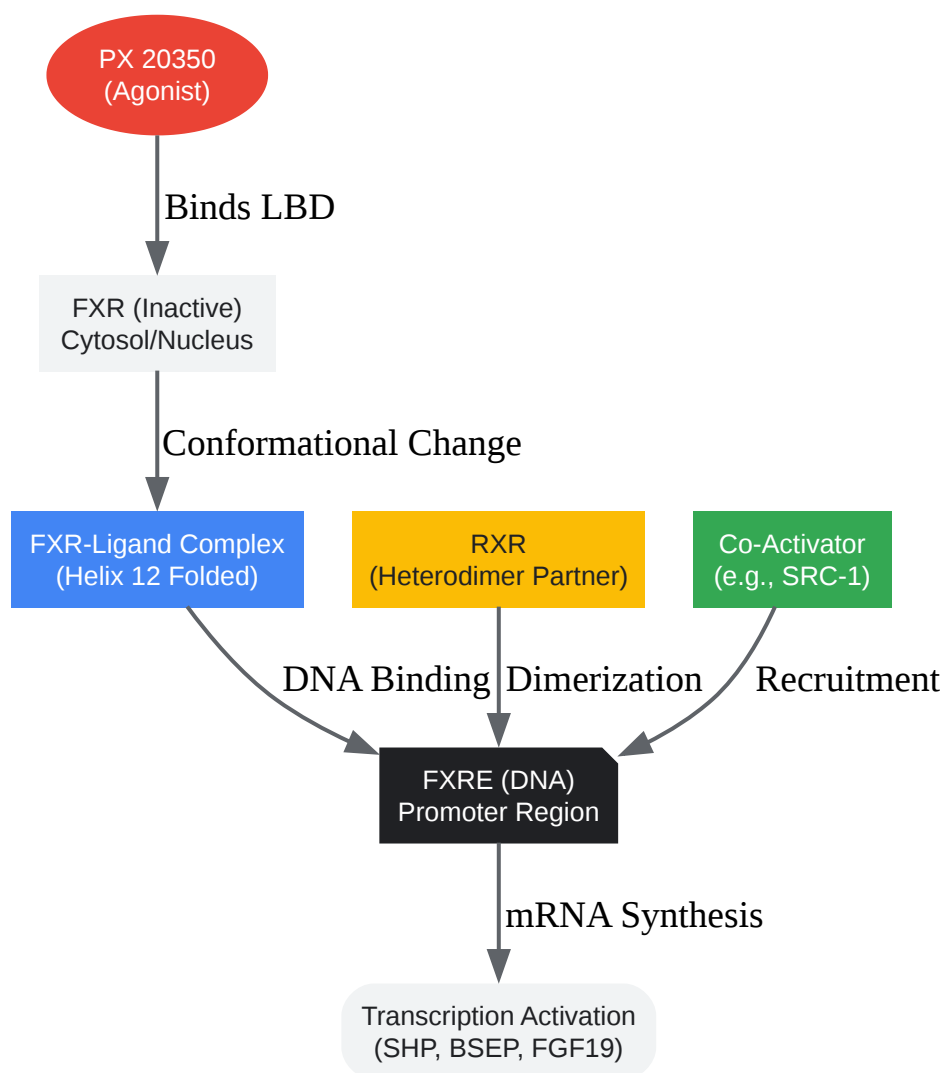 PX 20350
(Agonist)
Binds LBD
FXR (Inactive)
Cytosol/Nucleus
Conformational Change
FXR-Ligand Complex
(Helix 12 Folded)
RXR
(Heterodimer Partner)
Co-Activator
(e.g., SRC-1)
DNA Binding
Dimerization
Recruitment
FXRE (DNA)
Promoter Region
mRNA Synthesis
Transcription Activation
(SHP, BSEP, FGF19)